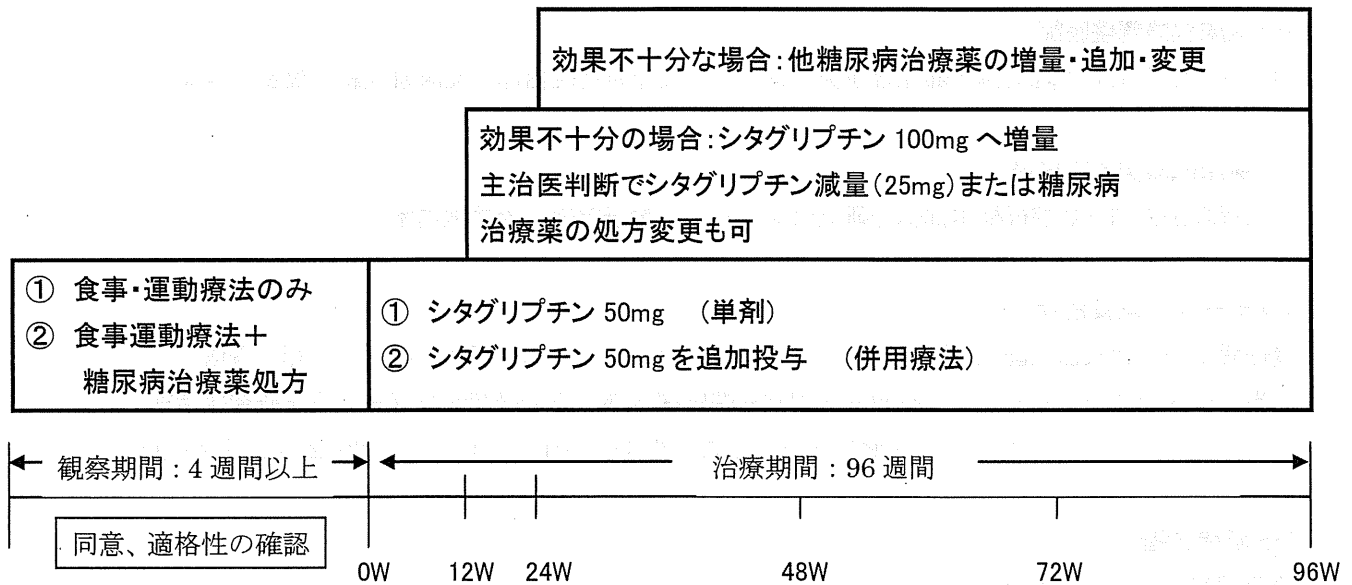 効果不十分な場合:他糖尿病治療薬の増量・追加・変更
効果不十分の場合:シタグリプチン 100mg へ増量
主治医判断でシタグリプチン減量(25mg)または糖尿病
治療薬の処方変更も可
① 食事・運動療法のみ
② 食事運動療法+
糖尿病治療薬処方
① シタグリプチン 50mg (単剤)
② シタグリプチン 50mg を追加投与 (併用療法)
観察期間:4 週間以上
治療期間:96 週間
同意、適格性の確認
0W 12W 24W 48W 72W 96W